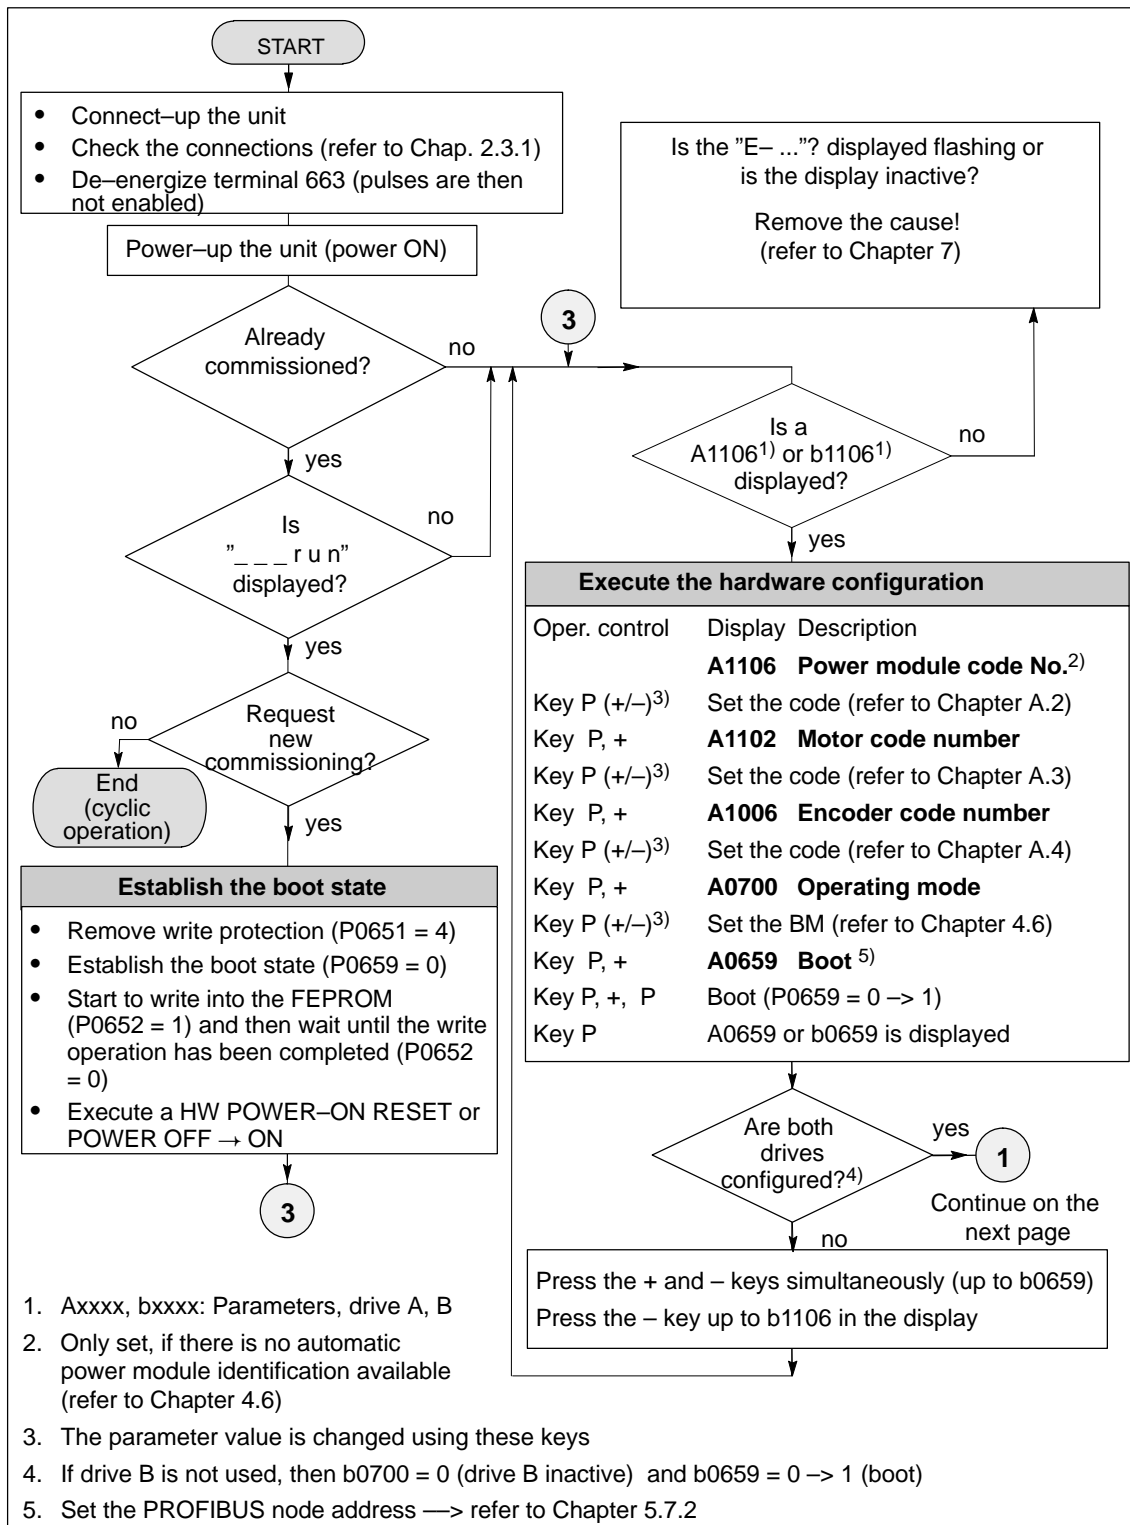 START
• Connect–up the unit
• Check the connections (refer to Chap. 2.3.1)
• De–energize terminal 663 (pulses are then
not enabled)
Power–up the unit (power ON)
Already
commissioned?
no
yes
Is
”_ _ _ r u n”
displayed?
no
yes
Request
new
commissioning?
no
End
(cyclic
operation)
yes
Establish the boot state
• Remove write protection (P0651 = 4)
• Establish the boot state (P0659 = 0)
• Start to write into the FEPROM
(P0652 = 1) and then wait until the write
operation has been completed (P0652
= 0)
• Execute a HW POWER–ON RESET or
POWER OFF → ON
3
3
Is the ”E– ...”? displayed flashing or
is the display inactive?
Remove the cause!
(refer to Chapter 7)
Is a
A1106 1) or b1106 1)
displayed?
no
yes
Execute the hardware configuration
Oper. control Display Description
A1106 Power module code No. 2)
Key P (+/–) 3) Set the code (refer to Chapter A.2)
Key P, + A1102 Motor code number
Key P (+/–) 3) Set the code (refer to Chapter A.3)
Key P, + A1006 Encoder code number
Key P (+/–) 3) Set the code (refer to Chapter A.4)
Key P, + A0700 Operating mode
Key P (+/–) 3) Set the BM (refer to Chapter 4.6)
Key P, + A0659 Boot 5)
Key P, +, P Boot (P0659 = 0 –> 1)
Key P A0659 or b0659 is displayed
Are both
drives
configured? 4)
yes
1
Continue on the
next page
no
Press the + and – keys simultaneously (up to b0659)
Press the – key up to b1106 in the display
1. Axxxx, bxxxx: Parameters, drive A, B
2. Only set, if there is no automatic
power module identification available
(refer to Chapter 4.6)
3. The parameter value is changed using these keys
4. If drive B is not used, then b0700 = 0 (drive B inactive) and b0659 = 0 –> 1 (boot)
5. Set the PROFIBUS node address ––> refer to Chapter 5.7.2